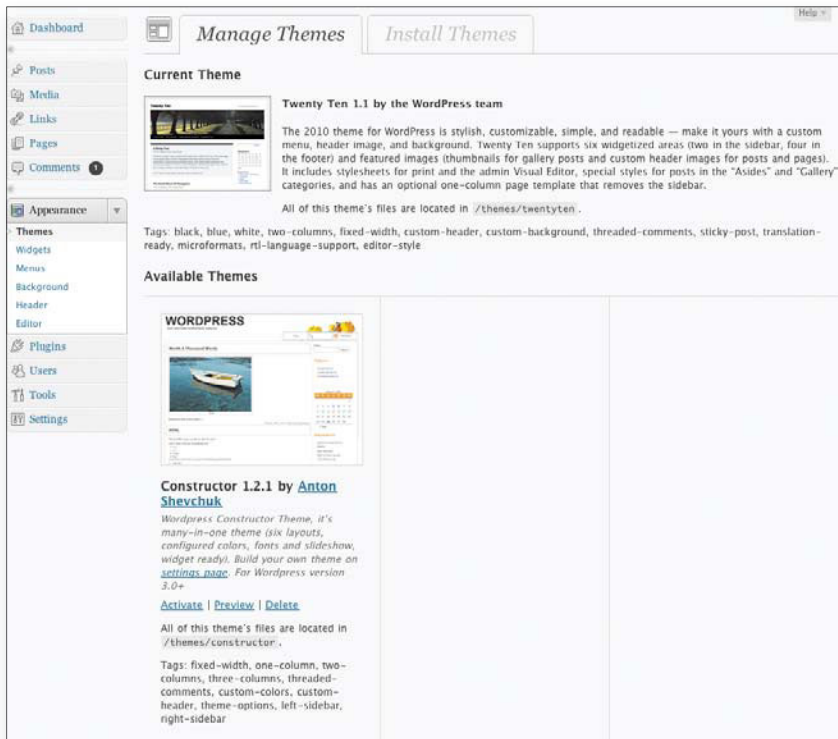 Help
Dashboard
Manage Themes
Install Themes
Posts
Media
Links
Pages
Comments 1
Appearance
Themes
Widgets
Menus
Background
Header
Editor
Plugins
Users
Tools
Settings
Current Theme
Twenty Ten 1.1 by the WordPress team
The 2010 theme for WordPress is stylish, customizable, simple, and readable — make it yours with a custom
menu, header image, and background. Twenty Ten supports six widgetized areas (two in the sidebar, four in
the footer) and featured images (thumbnails for gallery posts and custom header images for posts and pages).
It includes stylesheets for print and the admin Visual Editor, special styles for posts in the "Asides" and "Gallery"
categories, and has an optional one-column page template that removes the sidebar.
All of this theme's files are located in /themes/twentyten.
Tags: black, blue, white, two-columns, fixed-width, custom-header, custom-background, threaded-comments, sticky-post, translation-
ready, microformats, rtl-language-support, editor-style
Available Themes
WORDPRESS
Constructor 1.2.1 by Anton
Shevchuk
Wordpress Constructor Theme, it's
many-in-one theme (six layouts,
configured colors, fonts and slideshow,
widget ready). Build your own theme on
settings page. For Wordpress version
3.0+
Activate | Preview | Delete
All of this theme's files are located in
/themes/constructor.
Tags: fixed-width, one-column, two-
columns, three-columns, threaded-
comments, custom-colors, custom-
header, theme-options, left-sidebar,
right-sidebar